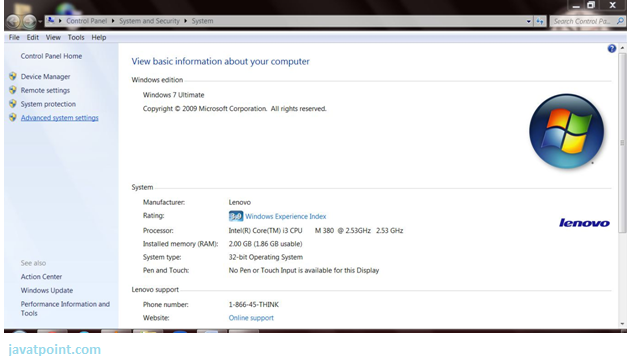 Control Panel ▸ System and Security ▸ System
Search Control Pa...
File Edit View Tools Help
Control Panel Home
Device Manager
Remote settings
System protection
Advanced system settings
View basic information about your computer
Windows edition
Windows 7 Ultimate
Copyright © 2009 Microsoft Corporation. All rights reserved.
System
Manufacturer: Lenovo
Rating: Windows Experience Index
Processor: Intel(R) Core(TM) i3 CPU M 380 @ 2.53GHz 2.53 GHz
Installed memory (RAM): 2.00 GB (1.86 GB usable)
System type: 32-bit Operating System
Pen and Touch: No Pen or Touch Input is available for this Display
lenovo
Lenovo support
Phone number: 1-866-45-THINK
Website: Online support
See also
Action Center
Windows Update
Performance Information and
Tools
javatpoint.com